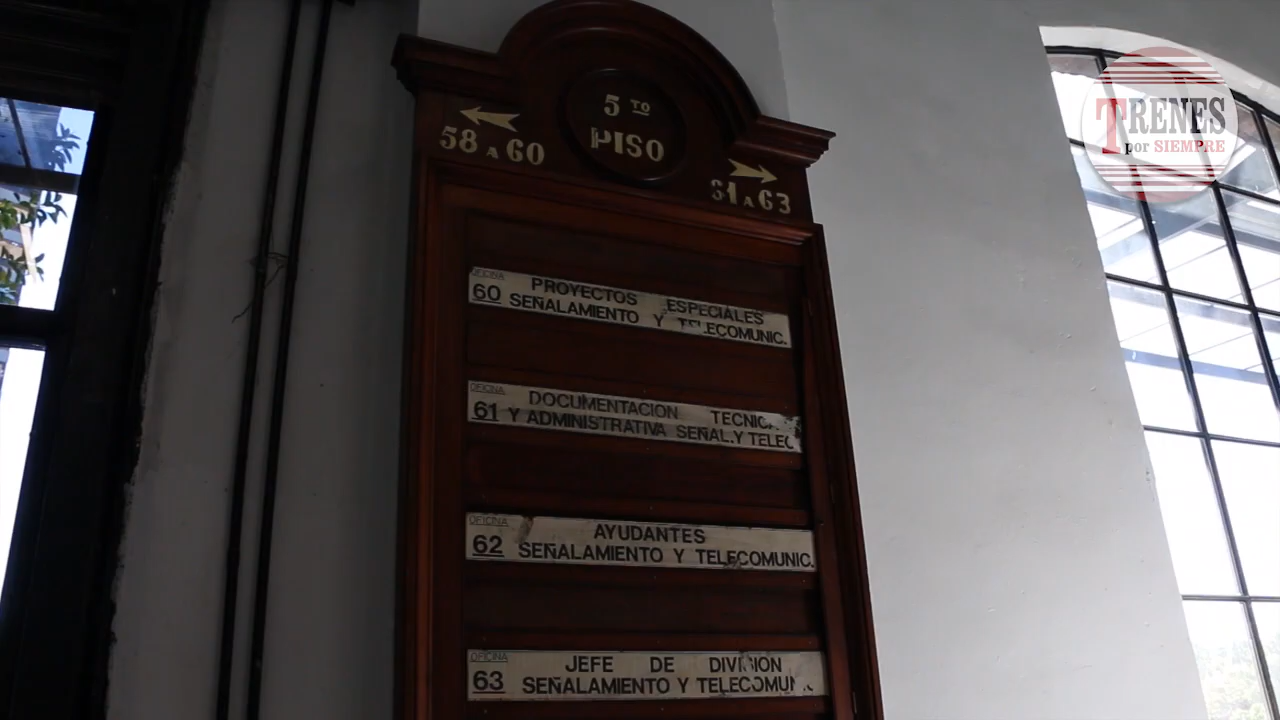 5 TO
PISO
58 A 60
61 A 63
OFICINA
60
PROYECTOS ESPECIALES
SEÑALAMIENTO Y TELECOMUNIC.
OFICINA
61
DOCUMENTACION TECNICA
Y ADMINISTRATIVA SEÑAL.Y TELEC
OFICINA
62
AYUDANTES
SEÑALAMIENTO Y TELECOMUNIC.
OFICINA
63
JEFE DE DIVISION
SEÑALAMIENTO Y TELECOMUNIC
TRENES
por SIEMPRE